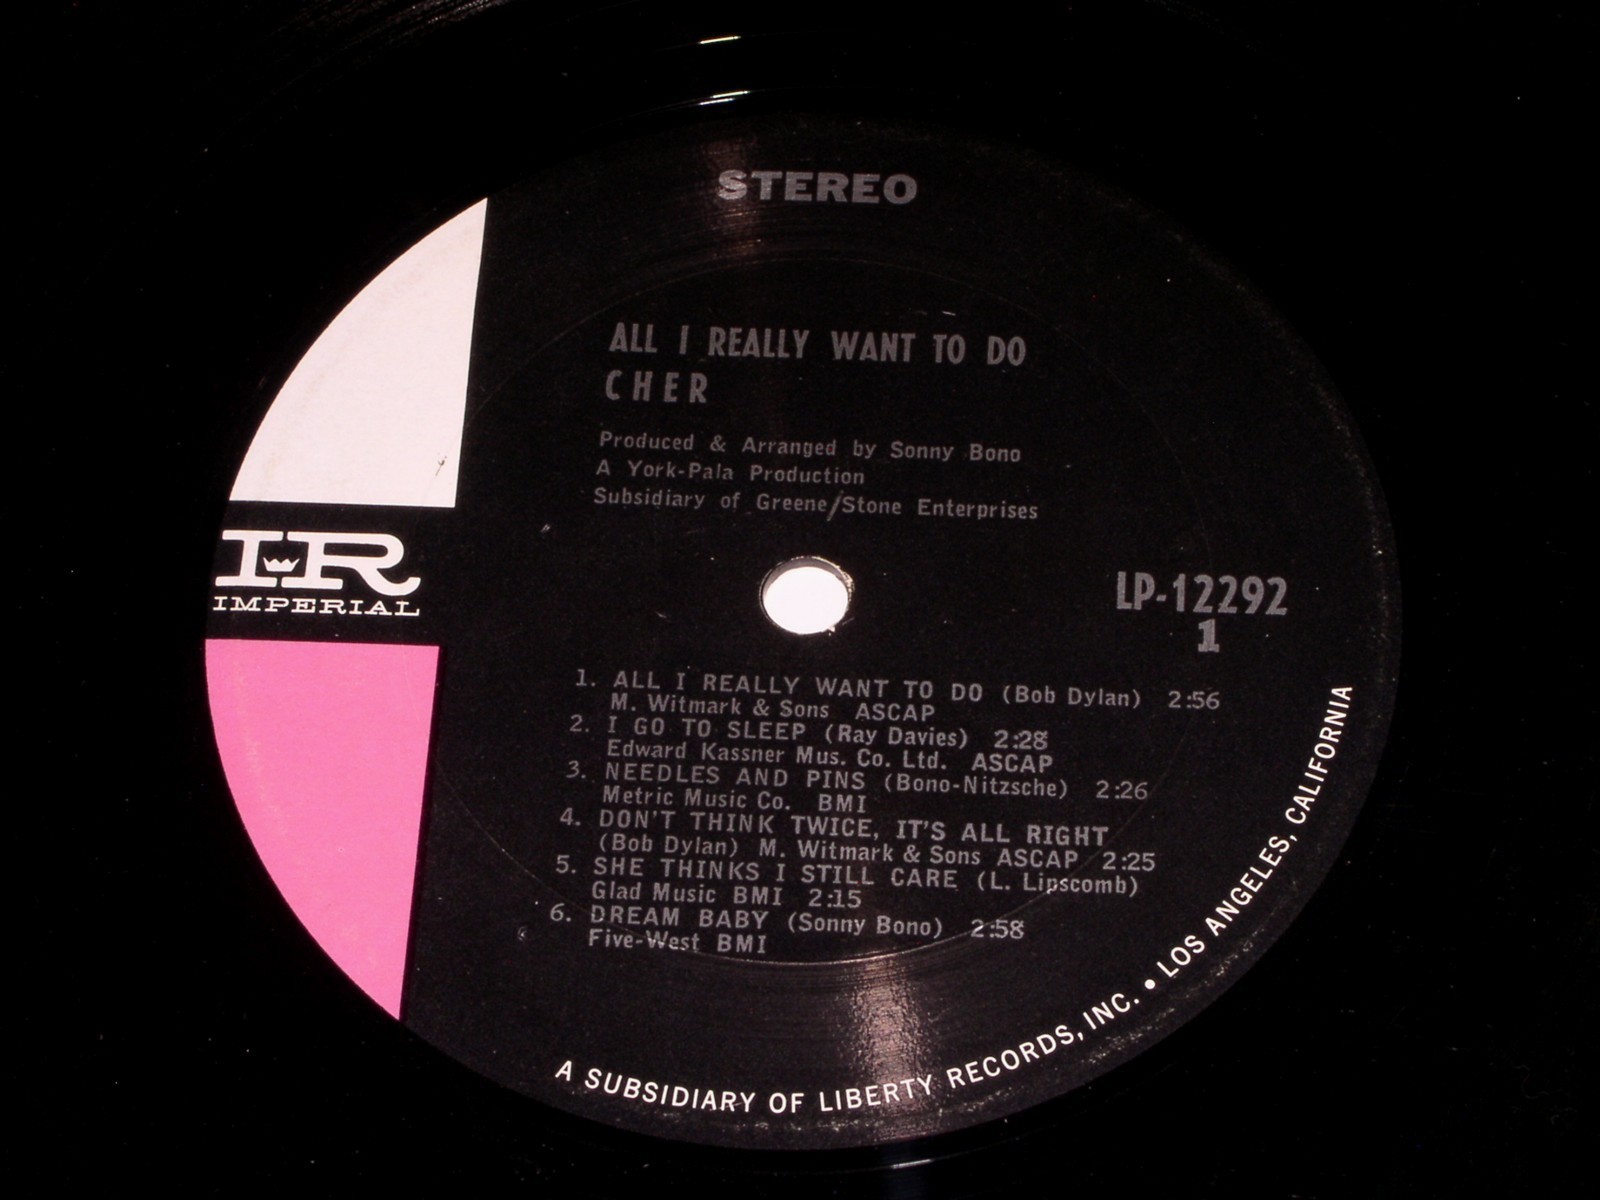 STEREO
ALL I REALLY WANT TO DO
CHER
Produced & Arranged by Sonny Bono
A York-Pala Production
Subsidiary of Greene/Stone Enterprises
IR
IMPERIAL
LP-12292
1
1. ALL I REALLY WANT TO DO (Bob Dylan) 2:56
M. Witmark & Sons ASCAP
2. I GO TO SLEEP (Ray Davies) 2:28
Edward Kassner Mus. Co. Ltd. ASCAP
3. NEEDLES AND PINS (Bono-Nitzsche) 2:26
Metric Music Co. BMI
4. DON'T THINK TWICE, IT'S ALL RIGHT
(Bob Dylan) M. Witmark & Sons ASCAP 2:25
5. SHE THINKS I STILL CARE (L. Lipscomb)
Glad Music BMI 2:15
6. DREAM BABY (Sonny Bono) 2:58
Five-West BMI
A SUBSIDIARY OF LIBERTY RECORDS, INC. • LOS ANGELES, CALIFORNIA